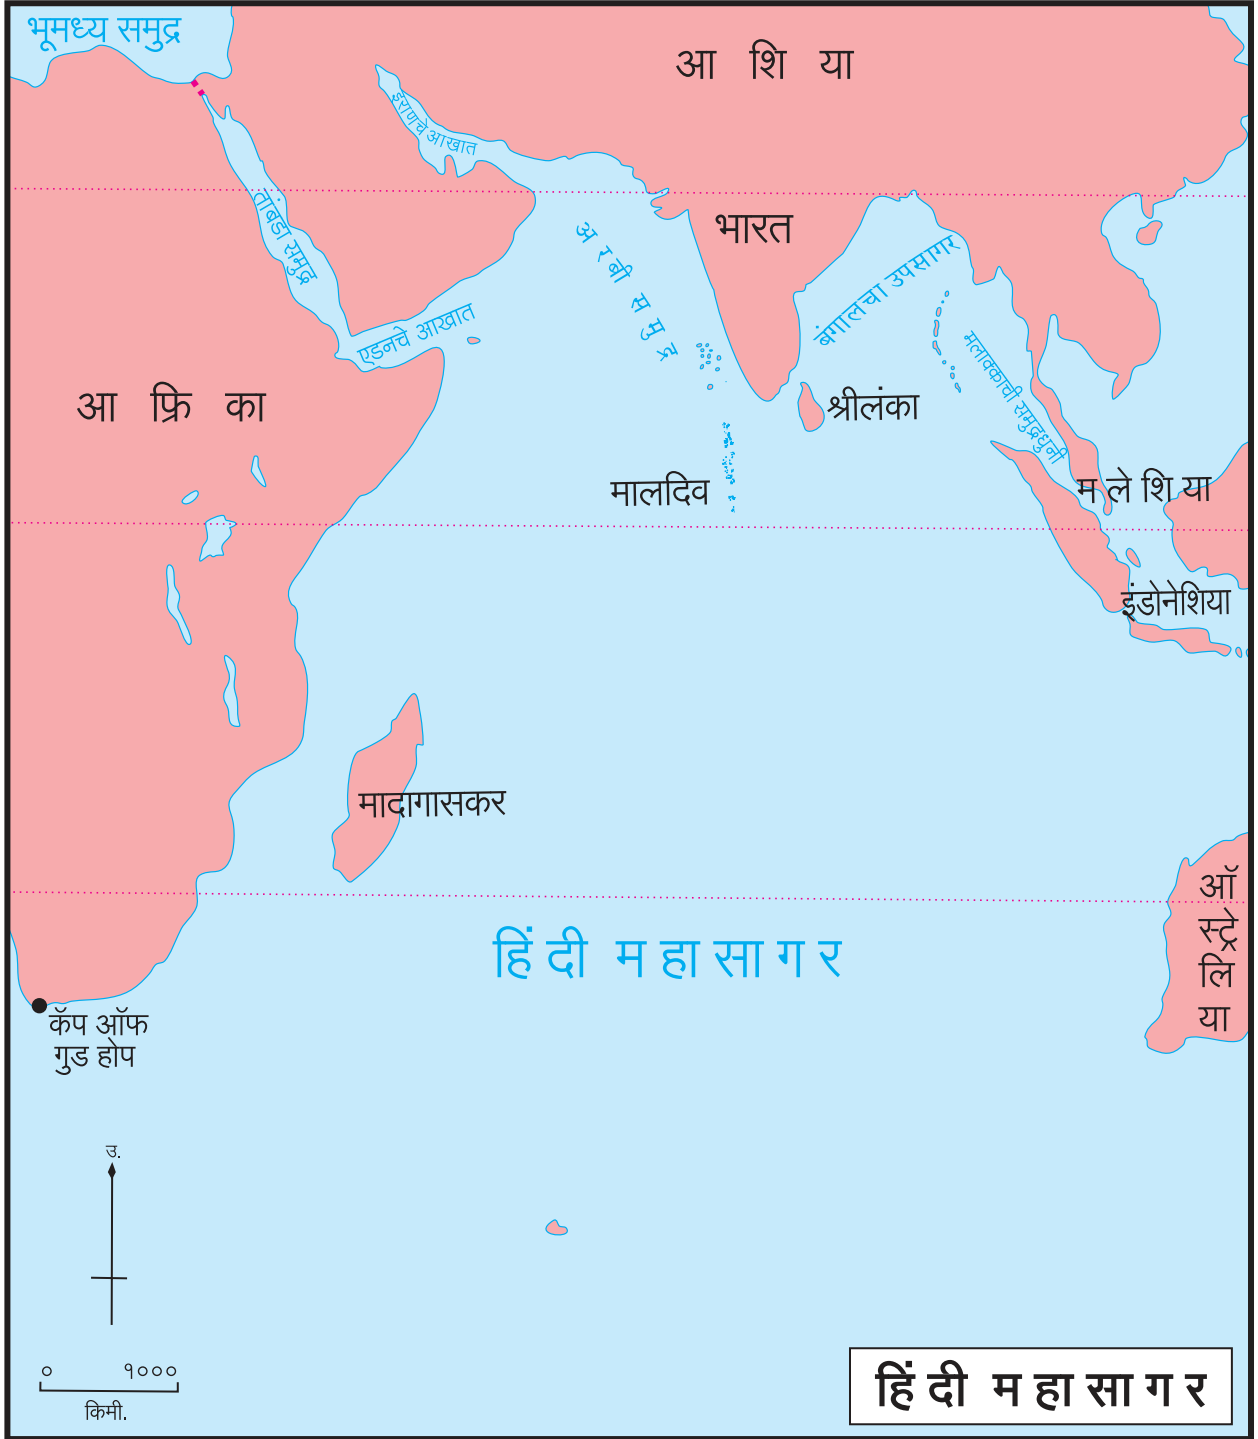 भूमध्य समुद्र
आ शि या
इराणचे आखात
तांबडा समुद्र
अरबी समुद्र
भारत
बंगालचा उपसागर
एडनचे आखात
मलाक्काची समुद्रधुनी
आ फ्रि का
श्रीलंका
मालदिव
म ले शि या
इंडोनेशिया
मादागासकर
ऑ
स्ट्रे
लि
या
हिंदी महासागर
कॅप ऑफ
गुड होप
उ.
० १०००
किमी.
हिंदी महासागर